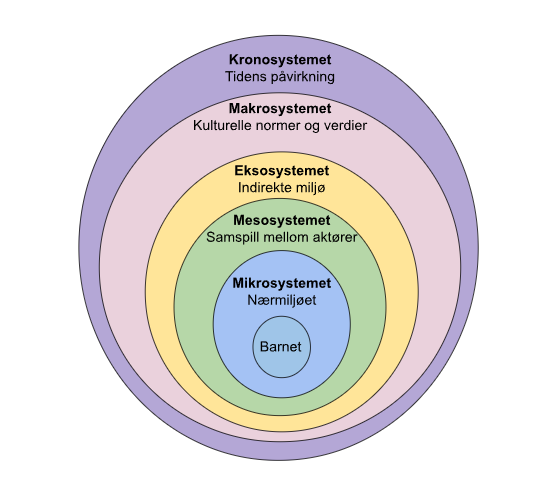 Kronosystemet
Tidens påvirkning
Makrosystemet
Kulturelle normer og verdier
Eksosystemet
Indirekte miljø
Mesosystemet
Samspill mellom aktører
Mikrosystemet
Nærmiljøet
Barnet